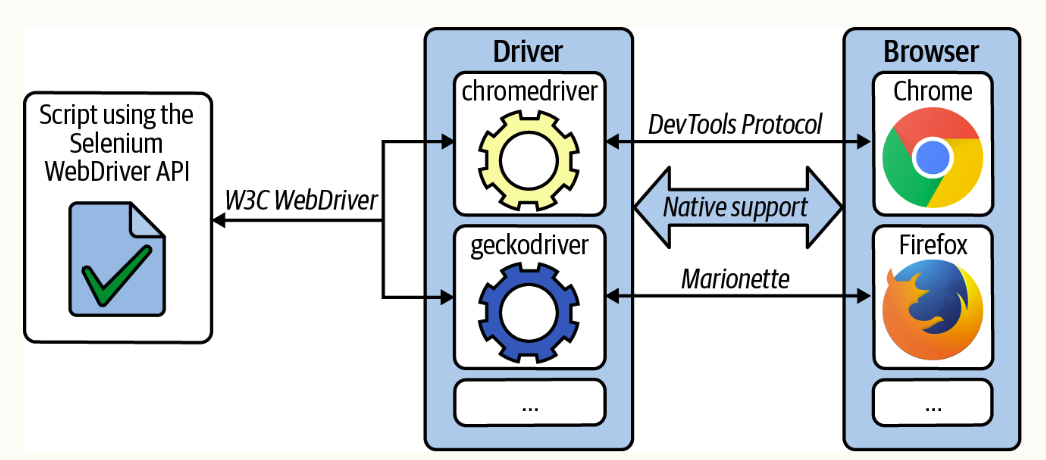 Script using the
Selenium
WebDriver API
W3C WebDriver
Driver
chromedriver
geckodriver
...
DevTools Protocol
Native support
Marionette
Browser
Chrome
Firefox
...